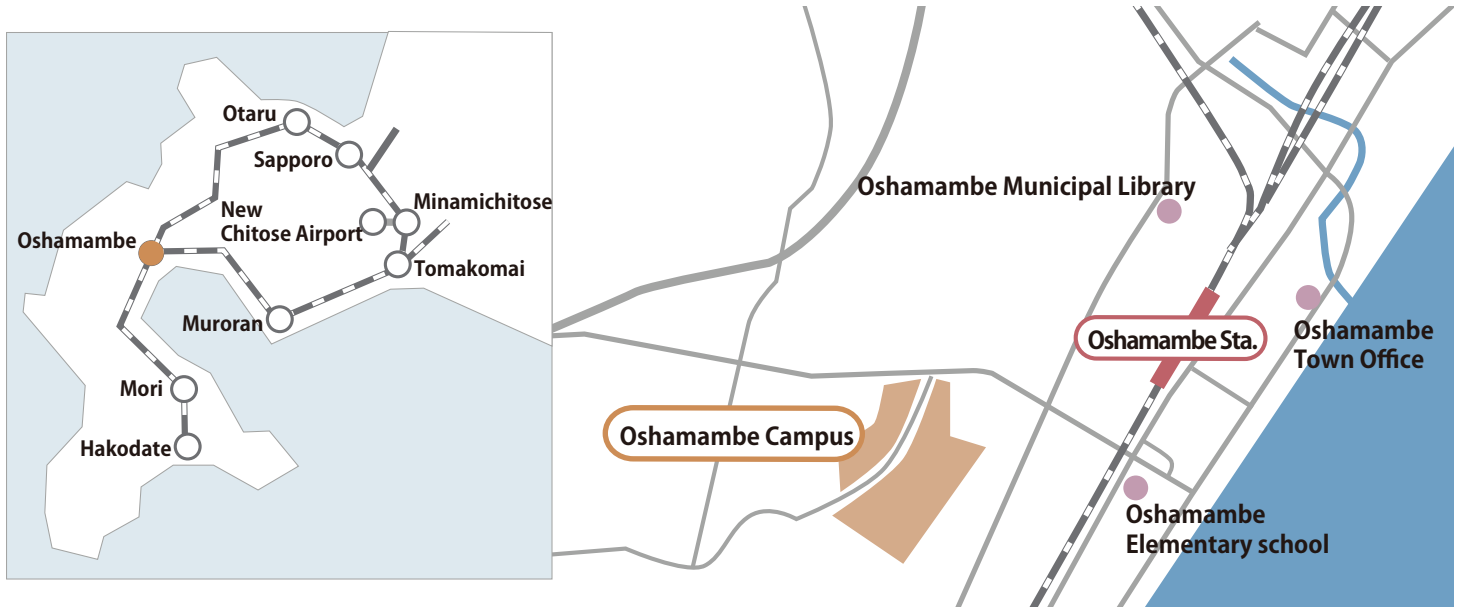 Otaru
Sapporo
New
Chitose Airport
Minamichitose
Oshamambe
Tomakomai
Muroran
Mori
Hakodate
Oshamambe Municipal Library
Oshamambe Sta.
Oshamambe
Town Office
Oshamambe Campus
Oshamambe
Elementary school